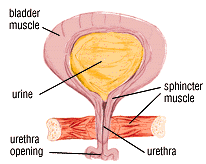 bladder
muscle
urine
sphincter
muscle
urethra
opening
urethra